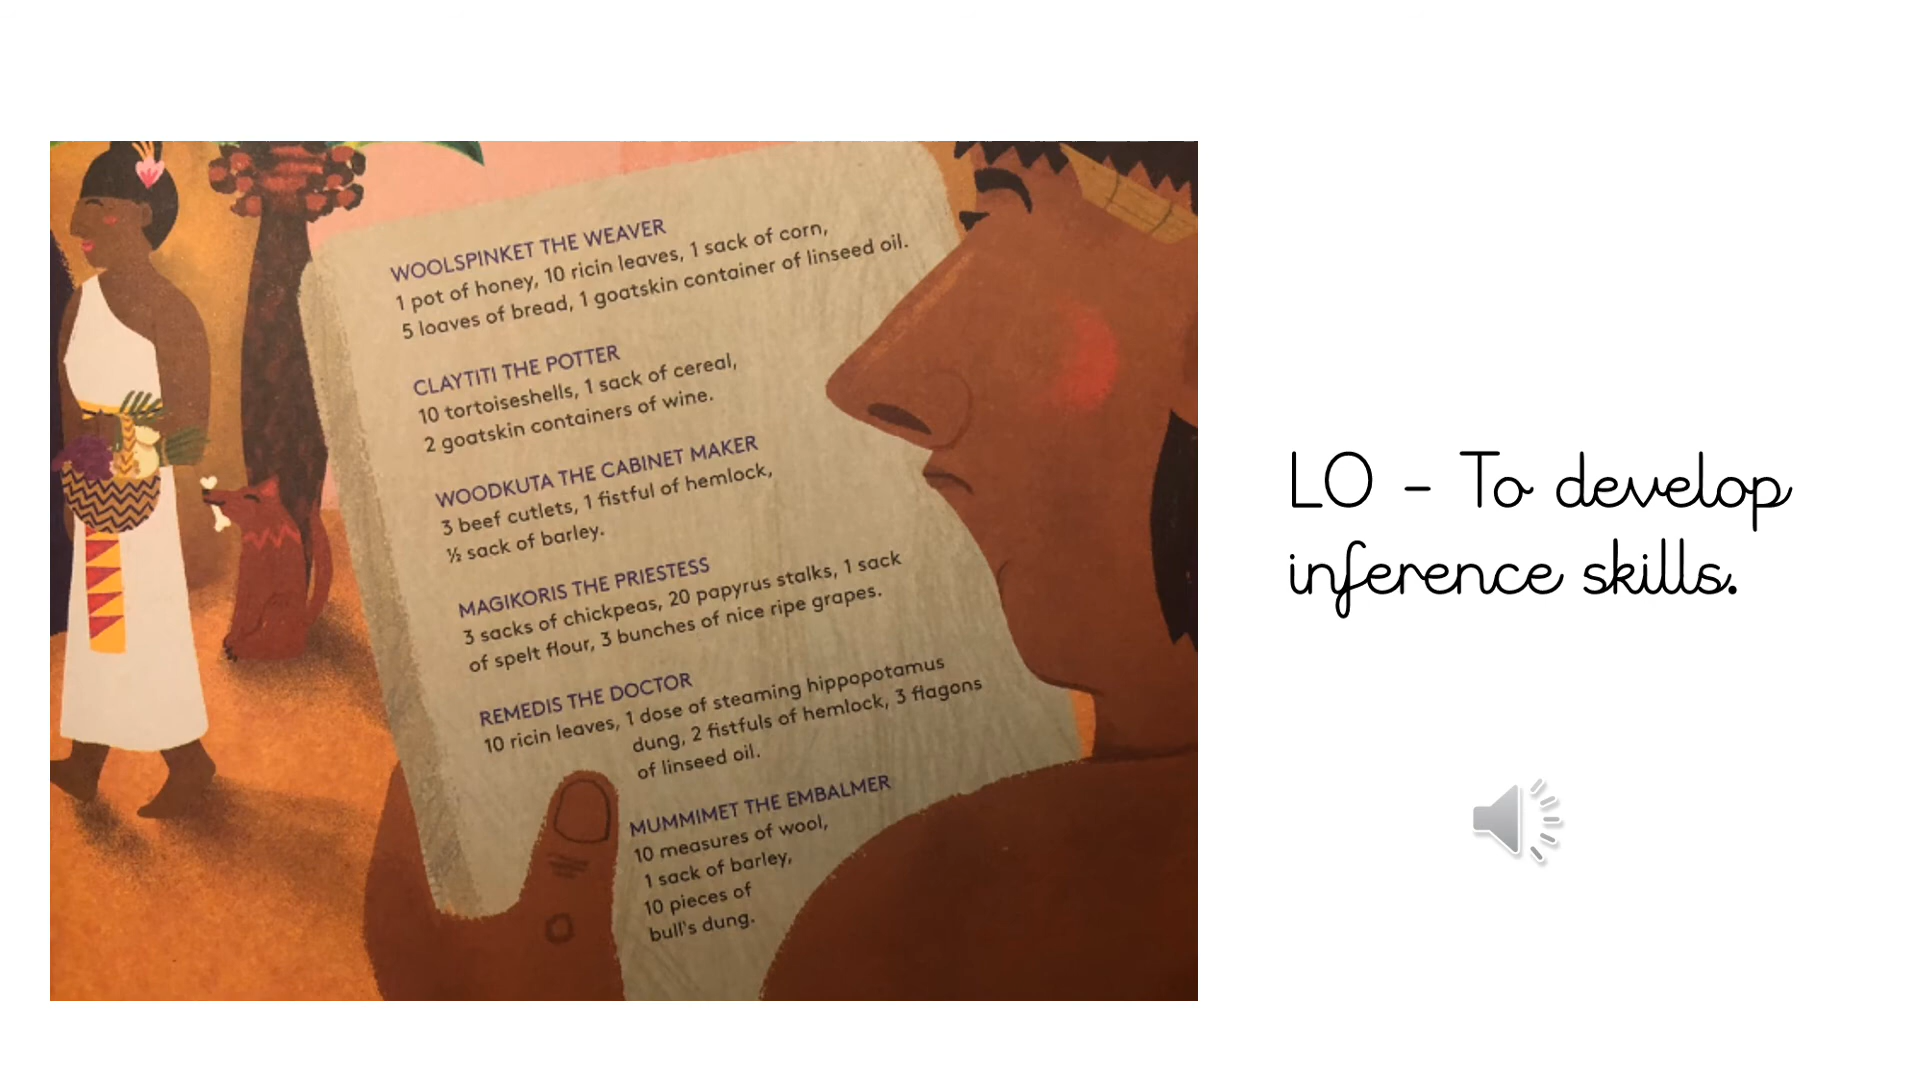 WOOLSPINKET THE WEAVER
1 pot of honey, 10 ricin leaves, 1 sack of corn,
5 loaves of bread, 1 goatskin container of linseed oil.
CLAYTITI THE POTTER
10 tortoiseshells, 1 sack of cereal,
2 goatskin containers of wine.
WOODKUTA THE CABINET MAKER
3 beef cutlets, 1 fistful of hemlock,
½ sack of barley.
MAGIKORIS THE PRIESTESS
3 sacks of chickpeas, 20 papyrus stalks, 1 sack
of spelt flour, 3 bunches of nice ripe grapes.
REMEDIS THE DOCTOR
10 ricin leaves, 1 dose of steaming hippopotamus
dung, 2 fistfuls of hemlock, 3 flagons
of linseed oil.
MUMMIMET THE EMBALMER
10 measures of wool,
1 sack of barley,
10 pieces of
bull's dung.
LO - To develop
inference skills.